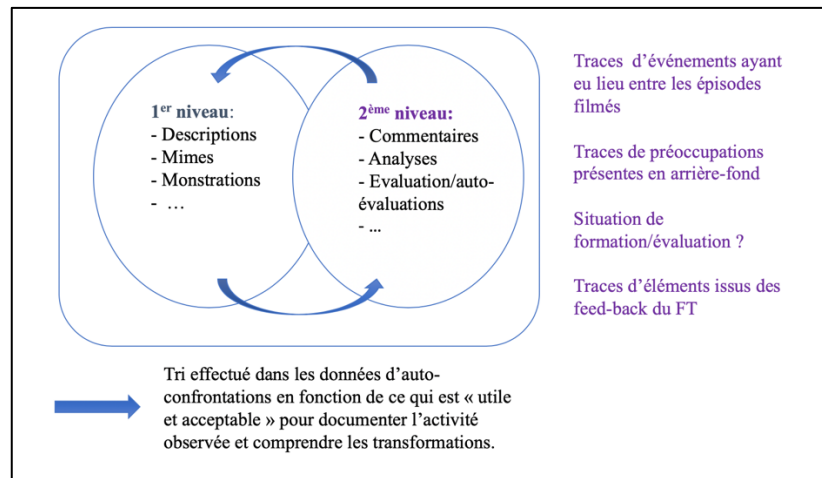 1er niveau:
- Descriptions
- Mimes
- Monstrations
- …
2ème niveau:
- Commentaires
- Analyses
- Evaluation/auto-
évaluations
- ...
Traces d’événements ayant
eu lieu entre les épisodes
filmés
Traces de préoccupations
présentes en arrière-fond
Situation de
formation/évaluation ?
Traces d’éléments issus des
feed-back du FT
Tri effectué dans les données d’auto-
confrontations en fonction de ce qui est « utile
et acceptable » pour documenter l’activité
observée et comprendre les transformations.